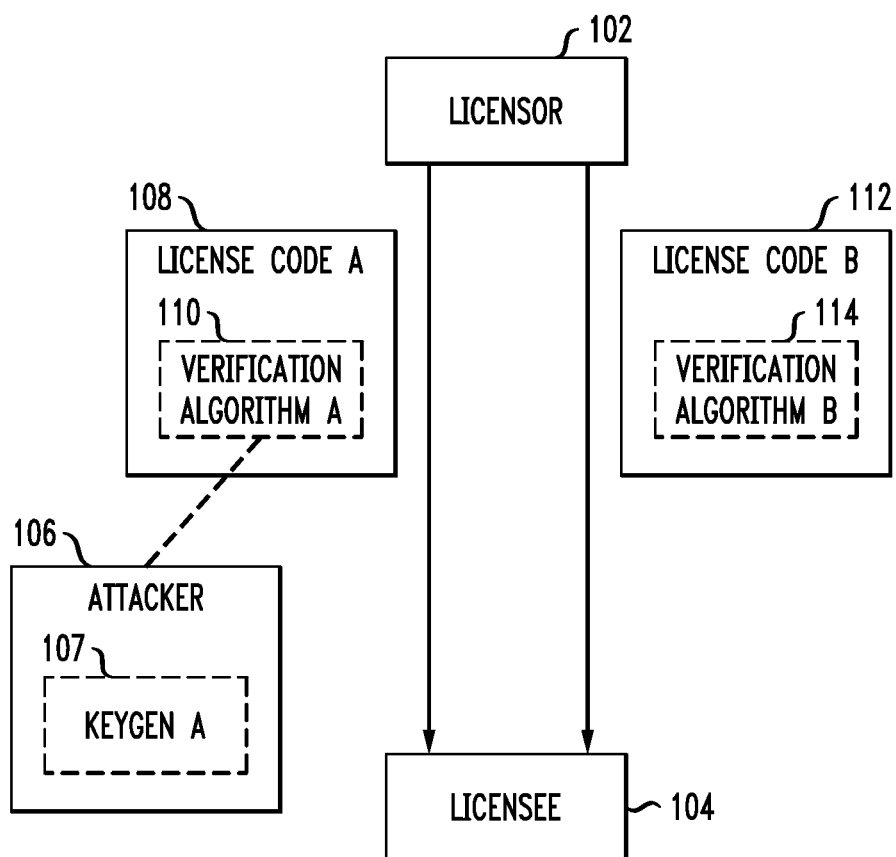 102
LICENSOR
108
LICENSE CODE A
110
VERIFICATION
ALGORITHM A
112
LICENSE CODE B
114
VERIFICATION
ALGORITHM B
106
ATTACKER
107
KEYGEN A
LICENSEE
104